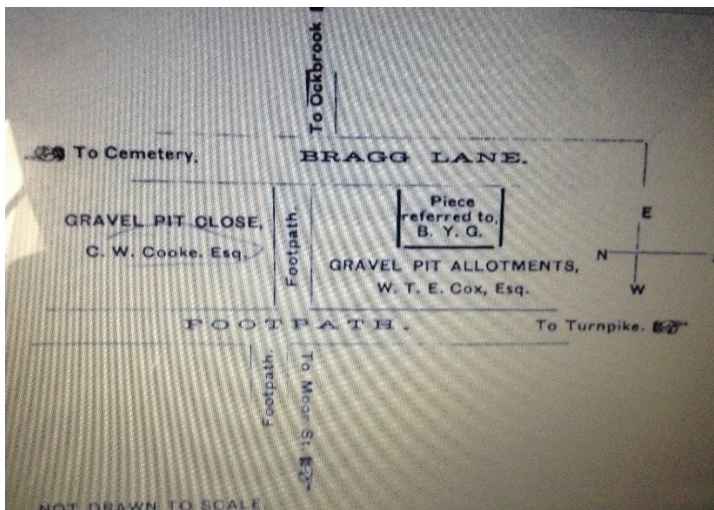 To Ockbrook
To Cemetery.
BRAGG LANE.
GRAVEL PIT CLOSE,
C. W. Cooke. Esq.
Footpath.
Piece
referred to,
B. Y. G.
GRAVEL PIT ALLOTMENTS,
W. T. E. Cox, Esq.
E
N
W
FOOTPATH.
To Turnpike.
Footpath.
To Moor St.
NOT DRAWN TO SCALE